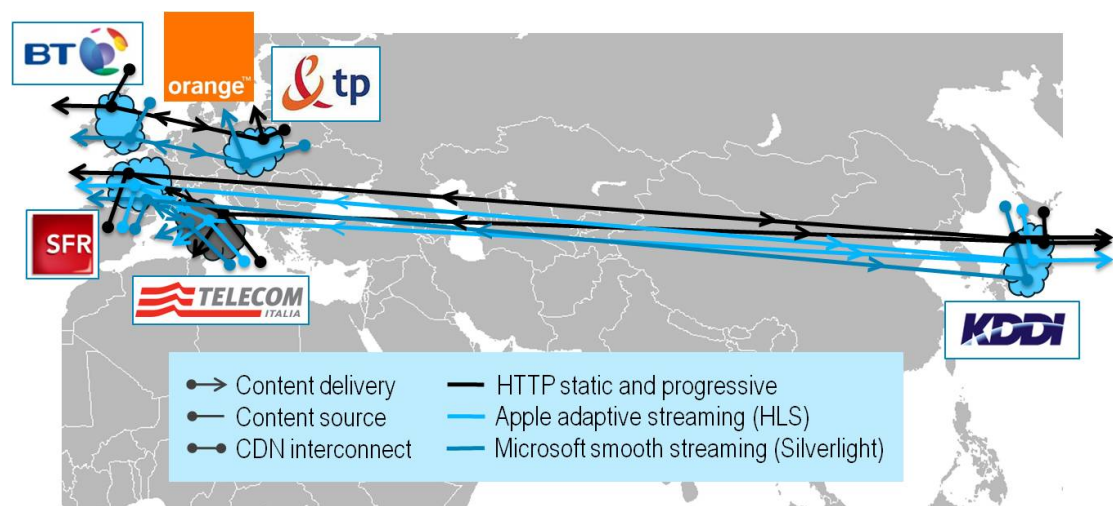 BT
orange™
tp
SFR
TELECOM
ITALIA
KDDI
Content delivery
Content source
CDN interconnect
HTTP static and progressive
Apple adaptive streaming (HLS)
Microsoft smooth streaming (Silverlight)